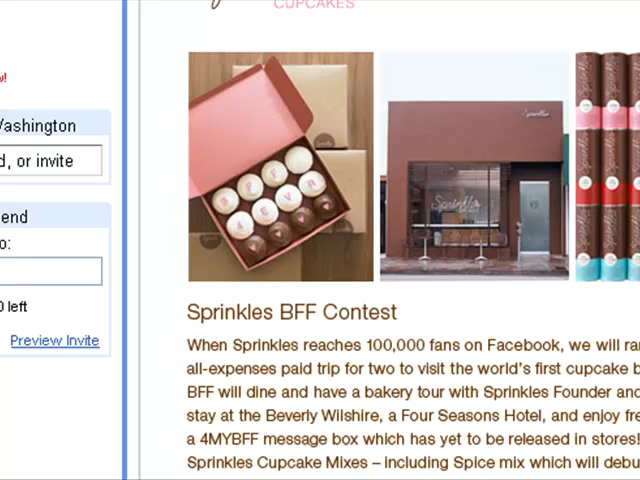 CUPCAKES
w!
Washington
d, or invite
end
o:
0 left
Preview Invite
BFF
4EVR
Sprinkles
Sprinkles
Sprinkles BFF Contest
When Sprinkles reaches 100,000 fans on Facebook, we will ra
all-expenses paid trip for two to visit the world's first cupcake b
BFF will dine and have a bakery tour with Sprinkles Founder and
stay at the Beverly Wilshire, a Four Seasons Hotel, and enjoy fre
a 4MYBFF message box which has yet to be released in stores!
Sprinkles Cupcake Mixes – including Spice mix which will debu